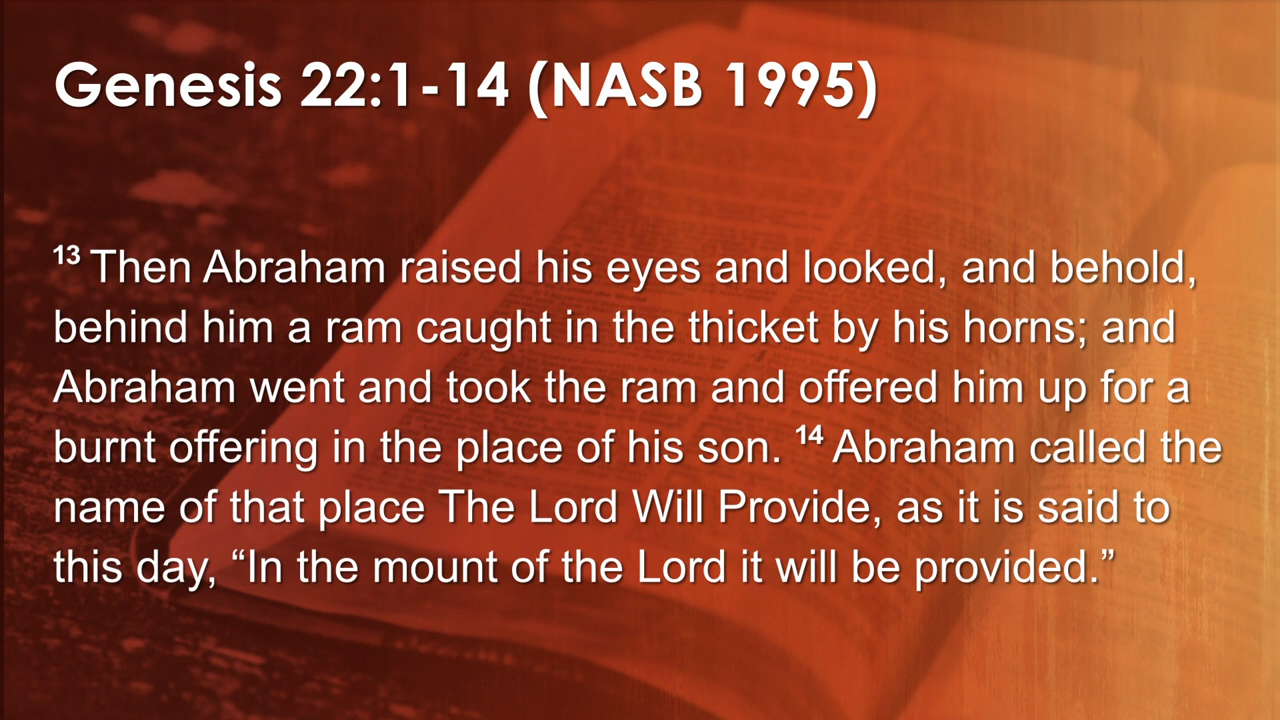 Genesis 22:1-14 (NASB 1995)
13 Then Abraham raised his eyes and looked, and behold,
behind him a ram caught in the thicket by his horns; and
Abraham went and took the ram and offered him up for a
burnt offering in the place of his son. 14 Abraham called the
name of that place The Lord Will Provide, as it is said to
this day, “In the mount of the Lord it will be provided.”